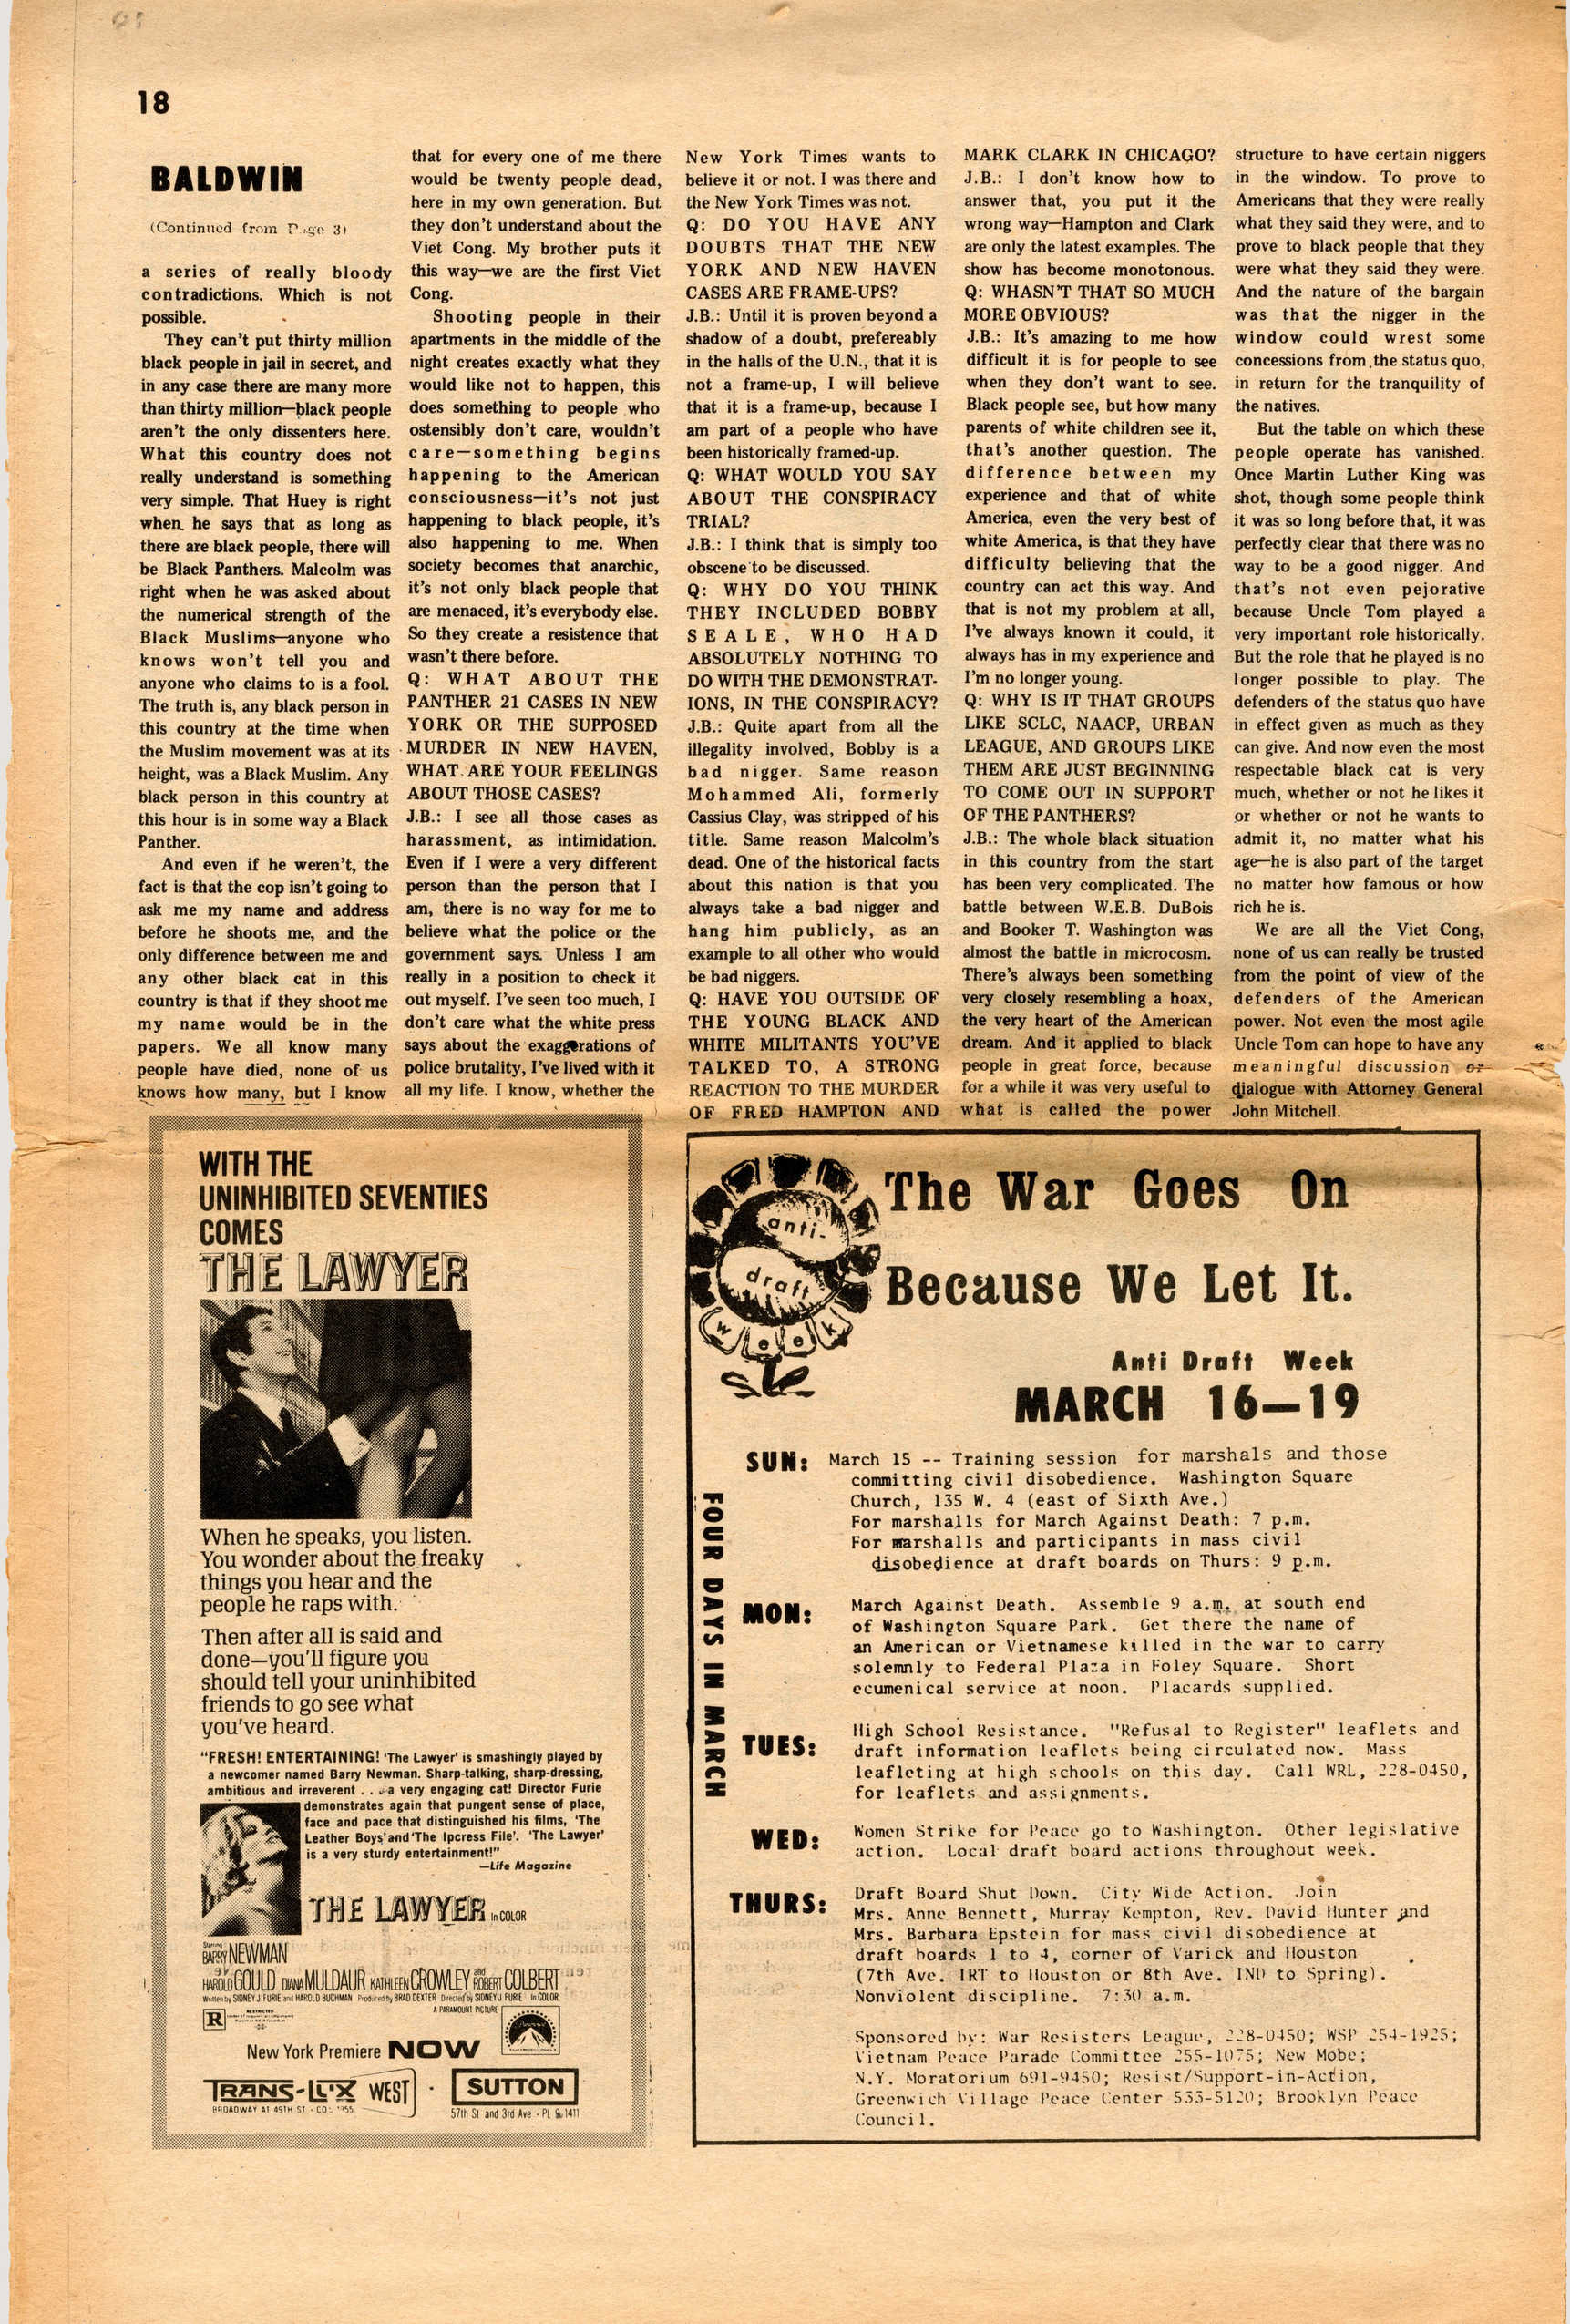 18
BALDWIN
(Continued from Page 3)
a series of really bloody
contradictions. Which is not
possible.
They can't put thirty million
black people in jail in secret, and
in any case there are many more
than thirty million—black people
aren't the only dissenters here.
What this country does not
really understand is something
very simple. That Huey is right
when he says that as long as
there are black people, there will
be Black Panthers. Malcolm was
right when he was asked about
the numerical strength of the
Black Muslims—anyone who
knows won't tell you and
anyone who claims to is a fool.
The truth is, any black person in
this country at the time when
the Muslim movement was at its
height, was a Black Muslim. Any
black person in this country at
this hour is in some way a Black
Panther.
And even if he weren't, the
fact is that the cop isn't going to
ask me my name and address
before he shoots me, and the
only difference between me and
any other black cat in this
country is that if they shoot me
my name would be in the
papers. We all know many
people have died, none of us
knows how many, but I know
that for every one of me there
would be twenty people dead,
here in my own generation. But
they don't understand about the
Viet Cong. My brother puts it
this way—we are the first Viet
Cong.
Shooting people in their
apartments in the middle of the
night creates exactly what they
would like not to happen, this
does something to people who
ostensibly don't care, wouldn't
care—something begins
happening to the American
consciousness—it's not just
happening to black people, it's
also happening to me. When
society becomes that anarchic,
it's not only black people that
are menaced, it's everybody else.
So they create a resistence that
wasn't there before.
Q: WHAT ABOUT THE
PANTHER 21 CASES IN NEW
YORK OR THE SUPPOSED
MURDER IN NEW HAVEN,
WHAT ARE YOUR FEELINGS
ABOUT THOSE CASES?
J.B.: I see all those cases as
harassment, as intimidation.
Even if I were a very different
person than the person that I
am, there is no way for me to
believe what the police or the
government says. Unless I am
really in a position to check it
out myself. I've seen too much, I
don't care what the white press
says about the exaggerations of
police brutality, I've lived with it
all my life. I know, whether the
New York Times wants to
believe it or not. I was there and
the New York Times was not.
Q: DO YOU HAVE ANY
DOUBTS THAT THE NEW
YORK AND NEW HAVEN
CASES ARE FRAME-UPS?
J.B.: Until it is proven beyond a
shadow of a doubt, prefereably
in the halls of the U.N., that it is
not a frame-up, I will believe
that it is a frame-up, because I
am part of a people who have
been historically framed-up.
Q: WHAT WOULD YOU SAY
ABOUT THE CONSPIRACY
TRIAL?
J.B.: I think that is simply too
obscene to be discussed.
Q: WHY DO YOU THINK
THEY INCLUDED BOBBY
SEALE, WHO HAD
ABSOLUTELY NOTHING TO
DO WITH THE DEMONSTRAT-
IONS, IN THE CONSPIRACY?
J.B.: Quite apart from all the
illegality involved, Bobby is a
bad nigger. Same reason
Mohammed Ali, formerly
Cassius Clay, was stripped of his
title. Same reason Malcolm's
dead. One of the historical facts
about this nation is that you
always take a bad nigger and
hang him publicly, as an
example to all other who would
be bad niggers.
Q: HAVE YOU OUTSIDE OF
THE YOUNG BLACK AND
WHITE MILITANTS YOU'VE
TALKED TO, A STRONG
REACTION TO THE MURDER
OF FRED HAMPTON AND
MARK CLARK IN CHICAGO?
J.B.: I don't know how to
answer that, you put it the
wrong way—Hampton and Clark
are only the latest examples. The
show has become monotonous.
Q: WHASN'T THAT SO MUCH
MORE OBVIOUS?
J.B.: It's amazing to me how
difficult it is for people to see
when they don't want to see.
Black people see, but how many
parents of white children see it,
that's another question. The
difference between my
experience and that of white
America, even the very best of
white America, is that they have
difficulty believing that the
country can act this way. And
that is not my problem at all,
I've always known it could, it
always has in my experience and
I'm no longer young.
Q: WHY IS IT THAT GROUPS
LIKE SCLC, NAACP, URBAN
LEAGUE, AND GROUPS LIKE
THEM ARE JUST BEGINNING
TO COME OUT IN SUPPORT
OF THE PANTHERS?
J.B.: The whole black situation
in this country from the start
has been very complicated. The
battle between W.E.B. DuBois
and Booker T. Washington was
almost the battle in microcosm.
There's always been something
very closely resembling a hoax,
the very heart of the American
dream. And it applied to black
people in great force, because
for a while it was very useful to
what is called the power
structure to have certain niggers
in the window. To prove to
Americans that they were really
what they said they were, and to
prove to black people that they
were what they said they were.
And the nature of the bargain
was that the nigger in the
window could wrest some
concessions from the status quo,
in return for the tranquility of
the natives.
But the table on which these
people operate has vanished.
Once Martin Luther King was
shot, though some people think
it was so long before that, it was
perfectly clear that there was no
way to be a good nigger. And
that's not even pejorative
because Uncle Tom played a
very important role historically.
But the role that he played is no
longer possible to play. The
defenders of the status quo have
in effect given as much as they
can give. And now even the most
respectable black cat is very
much, whether or not he likes it
or whether or not he wants to
admit it, no matter what his
age—he is also part of the target
no matter how famous or how
rich he is.
We are all the Viet Cong,
none of us can really be trusted
from the point of view of the
defenders of the American
power. Not even the most agile
Uncle Tom can hope to have any
meaningful discussion or
dialogue with Attorney General
John Mitchell.
WITH THE
UNINHIBITED SEVENTIES
COMES
THE LAWYER
When he speaks, you listen.
You wonder about the freaky
things you hear and the
people he raps with.
Then after all is said and
done—you'll figure you
should tell your uninhibited
friends to go see what
you've heard.
"FRESH! ENTERTAINING! 'The Lawyer' is smashingly played by
a newcomer named Barry Newman. Sharp-talking, sharp-dressing,
ambitious and irreverent . . . a very engaging cat! Director Furie
demonstrates again that pungent sense of place,
face and pace that distinguished his films, 'The
Leather Boys' and 'The Ipcress File'. 'The Lawyer'
is a very sturdy entertainment!"
—Life Magazine
THE LAWYER in COLOR
Starring
BARRY NEWMAN
HAROLD GOULD DIANA MULDAUR KATHLEEN CROWLEY and ROBERT COLBERT
Written by SIDNEY J FURIE and HAROLD BUCHMAN Produced by BRAD DEXTER Directed by SIDNEY J FURIE In COLOR
A PARAMOUNT PICTURE
R RESTRICTED
New York Premiere NOW
TRANS-LUX WEST · SUTTON
BROADWAY AT 49TH ST
57th St and 3rd Ave - PL 9-1411
anti-
draft
week
The War Goes On
Because We Let It.
Anti Draft Week
MARCH 16—19
FOUR DAYS IN MARCH
SUN: March 15 -- Training session for marshals and those
committing civil disobedience. Washington Square
Church, 135 W. 4 (east of Sixth Ave.)
For marshalls for March Against Death: 7 p.m.
For marshalls and participants in mass civil
disobedience at draft boards on Thurs: 9 p.m.
MON: March Against Death. Assemble 9 a.m. at south end
of Washington Square Park. Get there the name of
an American or Vietnamese killed in the war to carry
solemnly to Federal Plaza in Foley Square. Short
ecumenical service at noon. Placards supplied.
TUES: High School Resistance. "Refusal to Register" leaflets and
draft information leaflets being circulated now. Mass
leafleting at high schools on this day. Call WRL, 228-0450,
for leaflets and assignments.
WED: Women Strike for Peace go to Washington. Other legislative
action. Local draft board actions throughout week.
THURS: Draft Board Shut Down. City Wide Action. Join
Mrs. Anne Bennett, Murray Kempton, Rev. David Hunter and
Mrs. Barbara Epstein for mass civil disobedience at
draft boards 1 to 4, corner of Varick and Houston
(7th Ave. IRT to Houston or 8th Ave. IND to Spring).
Nonviolent discipline. 7:30 a.m.
Sponsored by: War Resisters League, 228-0450; WSP 254-1925;
Vietnam Peace Parade Committee 255-1075; New Mobe;
N.Y. Moratorium 691-9450; Resist/Support-in-Action,
Greenwich Village Peace Center 533-5120; Brooklyn Peace
Council.